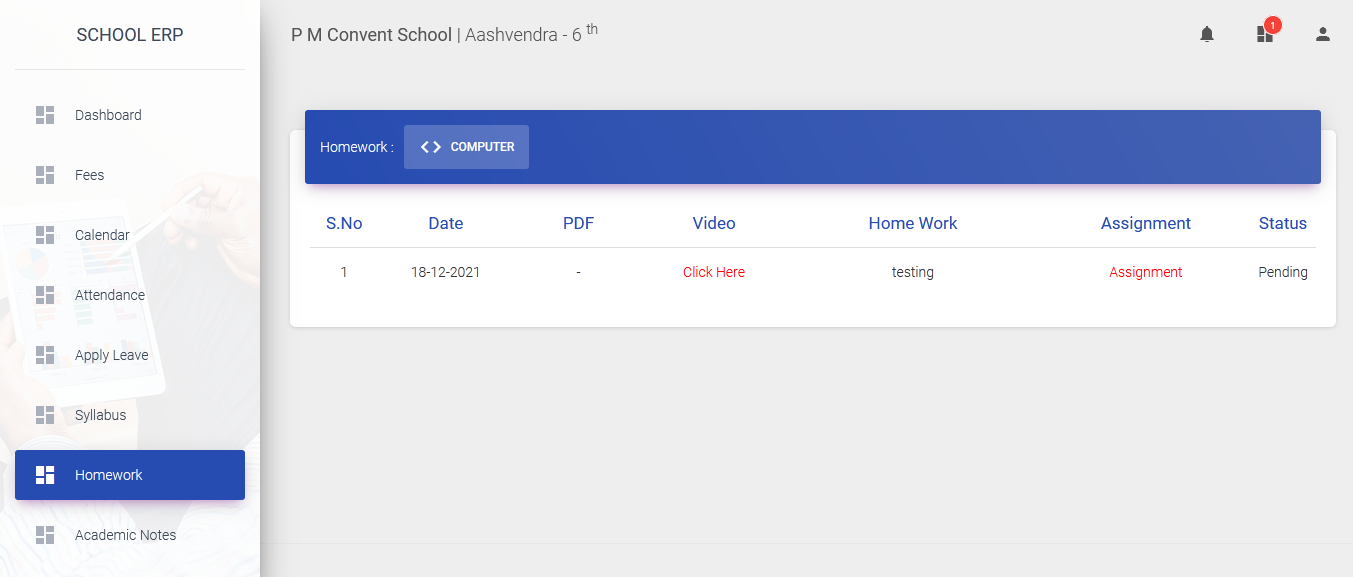 SCHOOL ERP
Dashboard
Fees
Calendar
Attendance
Apply Leave
Syllabus
Homework
Academic Notes
P M Convent School | Aashvendra - 6 th
1
Homework : <> COMPUTER
S.No Date PDF Video Home Work Assignment Status
1 18-12-2021 - Click Here testing Assignment Pending